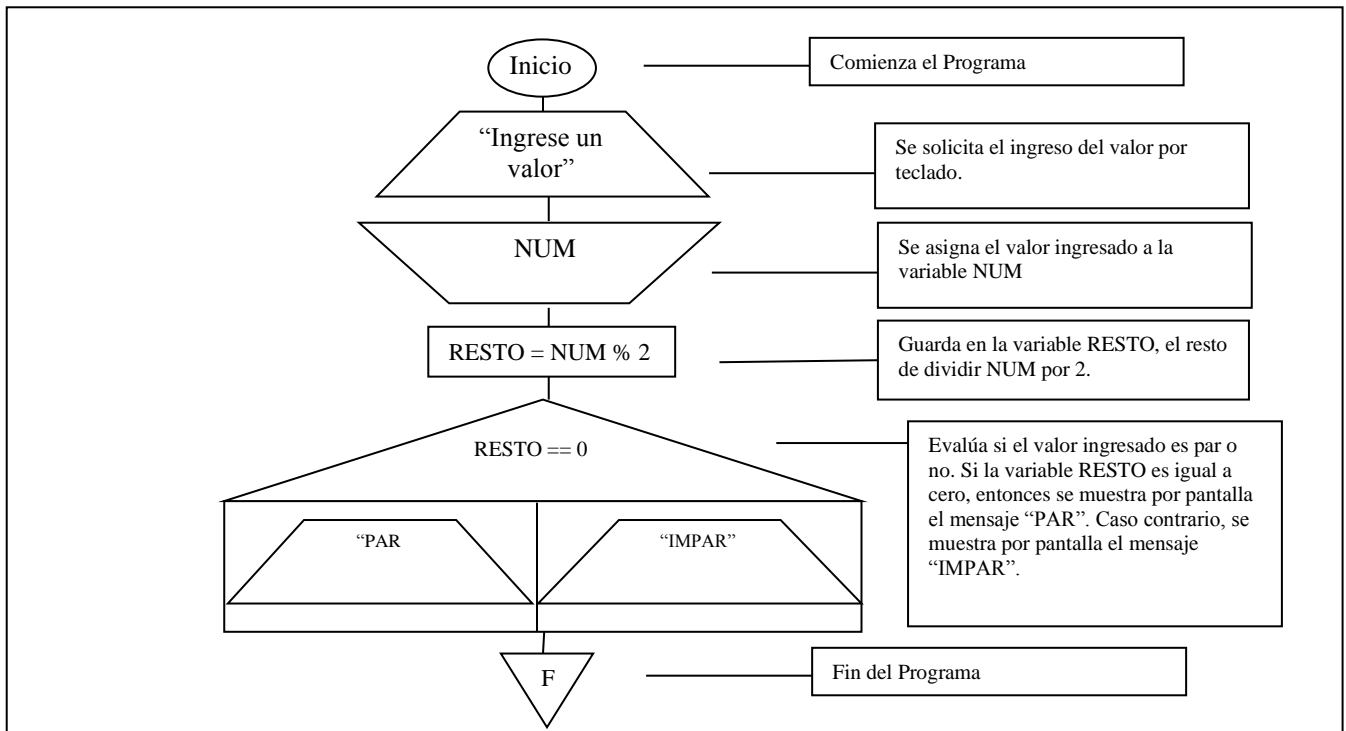 Inicio
Comienza el Programa
“Ingrese un
valor”
Se solicita el ingreso del valor por
teclado.
NUM
Se asigna el valor ingresado a la
variable NUM
RESTO = NUM % 2
Guarda en la variable RESTO, el resto
de dividir NUM por 2.
RESTO == 0
Evalúa si el valor ingresado es par o
no. Si la variable RESTO es igual a
cero, entonces se muestra por pantalla
el mensaje “PAR”. Caso contrario, se
muestra por pantalla el mensaje
“IMPAR”.
“PAR
“IMPAR”
F
Fin del Programa